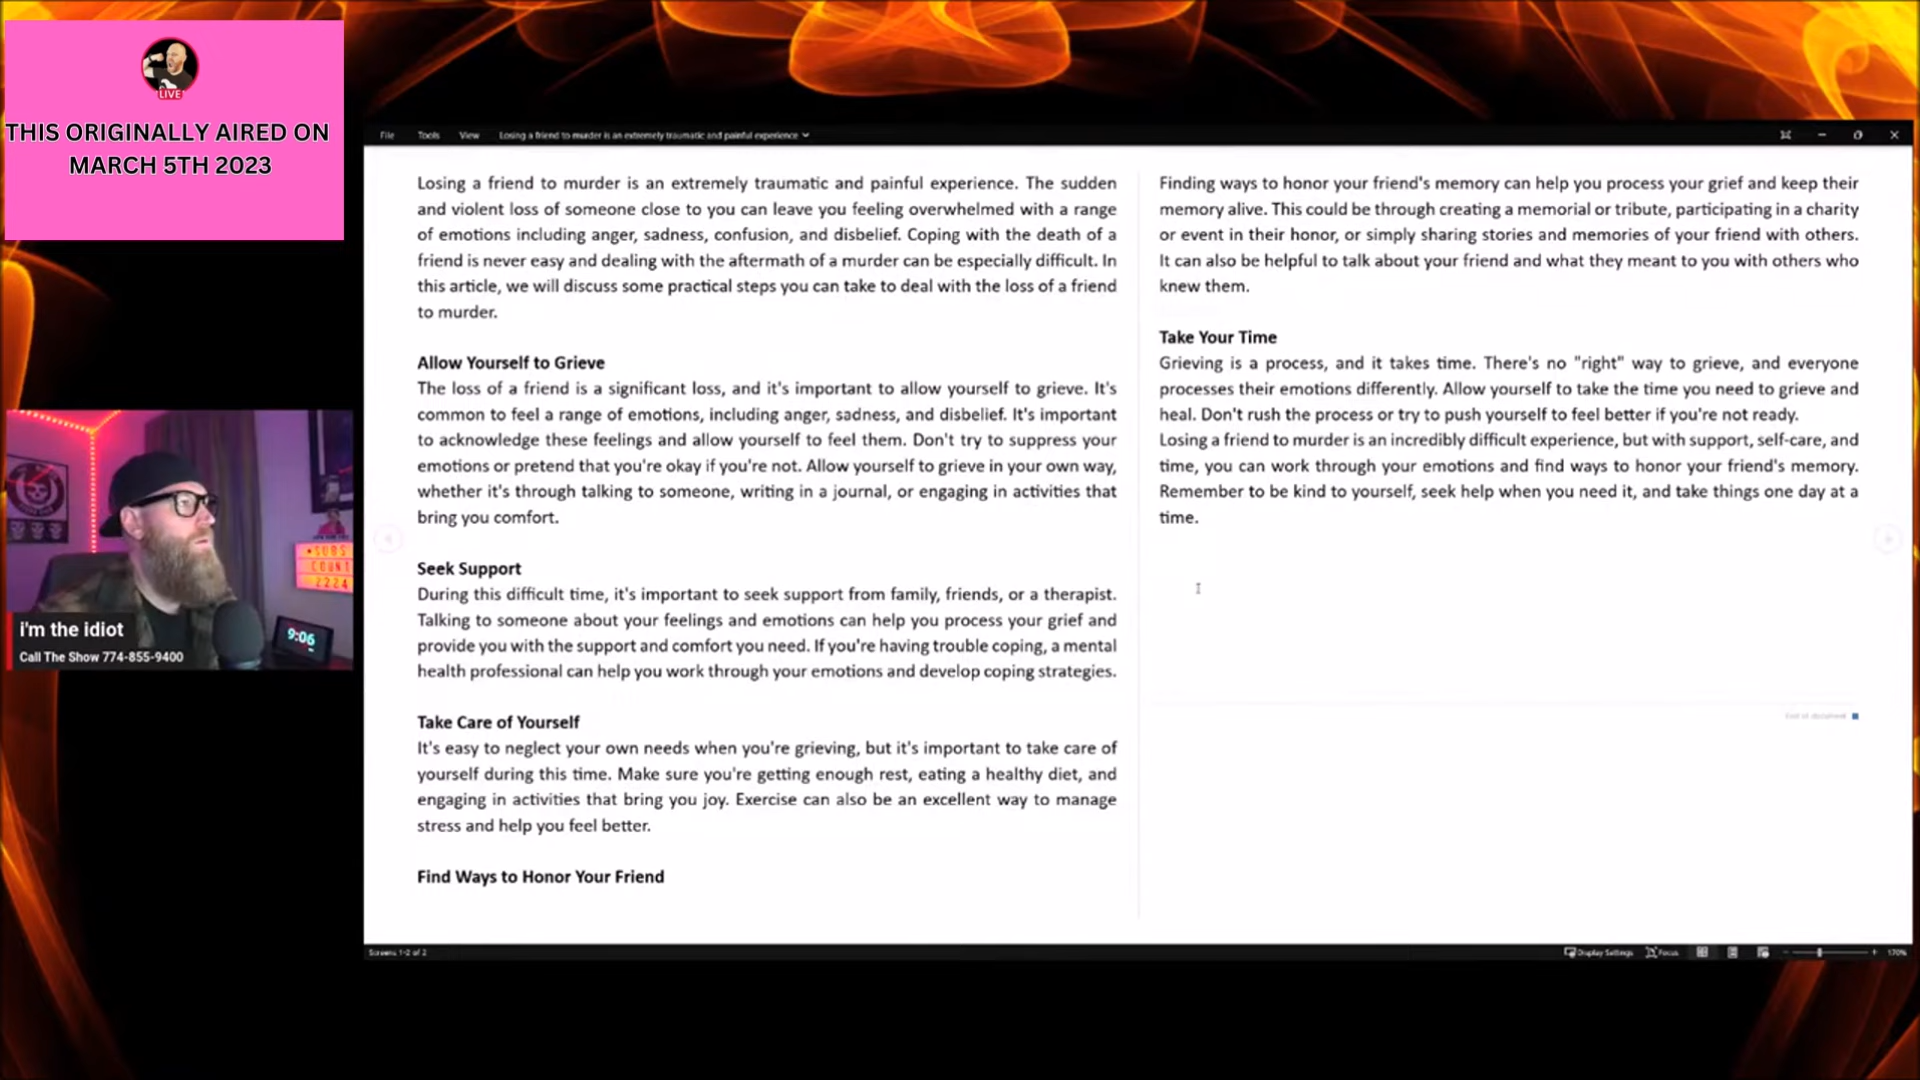 LIVE
THIS ORIGINALLY AIRED ON
MARCH 5TH 2023
File Tools View Losing a friend to murder is an extremely traumatic and painful experience
Losing a friend to murder is an extremely traumatic and painful experience. The sudden
and violent loss of someone close to you can leave you feeling overwhelmed with a range
of emotions including anger, sadness, confusion, and disbelief. Coping with the death of a
friend is never easy and dealing with the aftermath of a murder can be especially difficult. In
this article, we will discuss some practical steps you can take to deal with the loss of a friend
to murder.
Allow Yourself to Grieve
The loss of a friend is a significant loss, and it's important to allow yourself to grieve. It's
common to feel a range of emotions, including anger, sadness, and disbelief. It's important
to acknowledge these feelings and allow yourself to feel them. Don't try to suppress your
emotions or pretend that you're okay if you're not. Allow yourself to grieve in your own way,
whether it's through talking to someone, writing in a journal, or engaging in activities that
bring you comfort.
Seek Support
During this difficult time, it's important to seek support from family, friends, or a therapist.
Talking to someone about your feelings and emotions can help you process your grief and
provide you with the support and comfort you need. If you're having trouble coping, a mental
health professional can help you work through your emotions and develop coping strategies.
Take Care of Yourself
It's easy to neglect your own needs when you're grieving, but it's important to take care of
yourself during this time. Make sure you're getting enough rest, eating a healthy diet, and
engaging in activities that bring you joy. Exercise can also be an excellent way to manage
stress and help you feel better.
Find Ways to Honor Your Friend
Finding ways to honor your friend's memory can help you process your grief and keep their
memory alive. This could be through creating a memorial or tribute, participating in a charity
or event in their honor, or simply sharing stories and memories of your friend with others.
It can also be helpful to talk about your friend and what they meant to you with others who
knew them.
Take Your Time
Grieving is a process, and it takes time. There's no "right" way to grieve, and everyone
processes their emotions differently. Allow yourself to take the time you need to grieve and
heal. Don't rush the process or try to push yourself to feel better if you're not ready.
Losing a friend to murder is an incredibly difficult experience, but with support, self-care, and
time, you can work through your emotions and find ways to honor your friend's memory.
Remember to be kind to yourself, seek help when you need it, and take things one day at a
time.
End of document
SUBS
COUNT
2224
9:06
i'm the idiot
Call The Show 774-855-9400
Screens 1-2 of 2
Display Settings Focus
170%